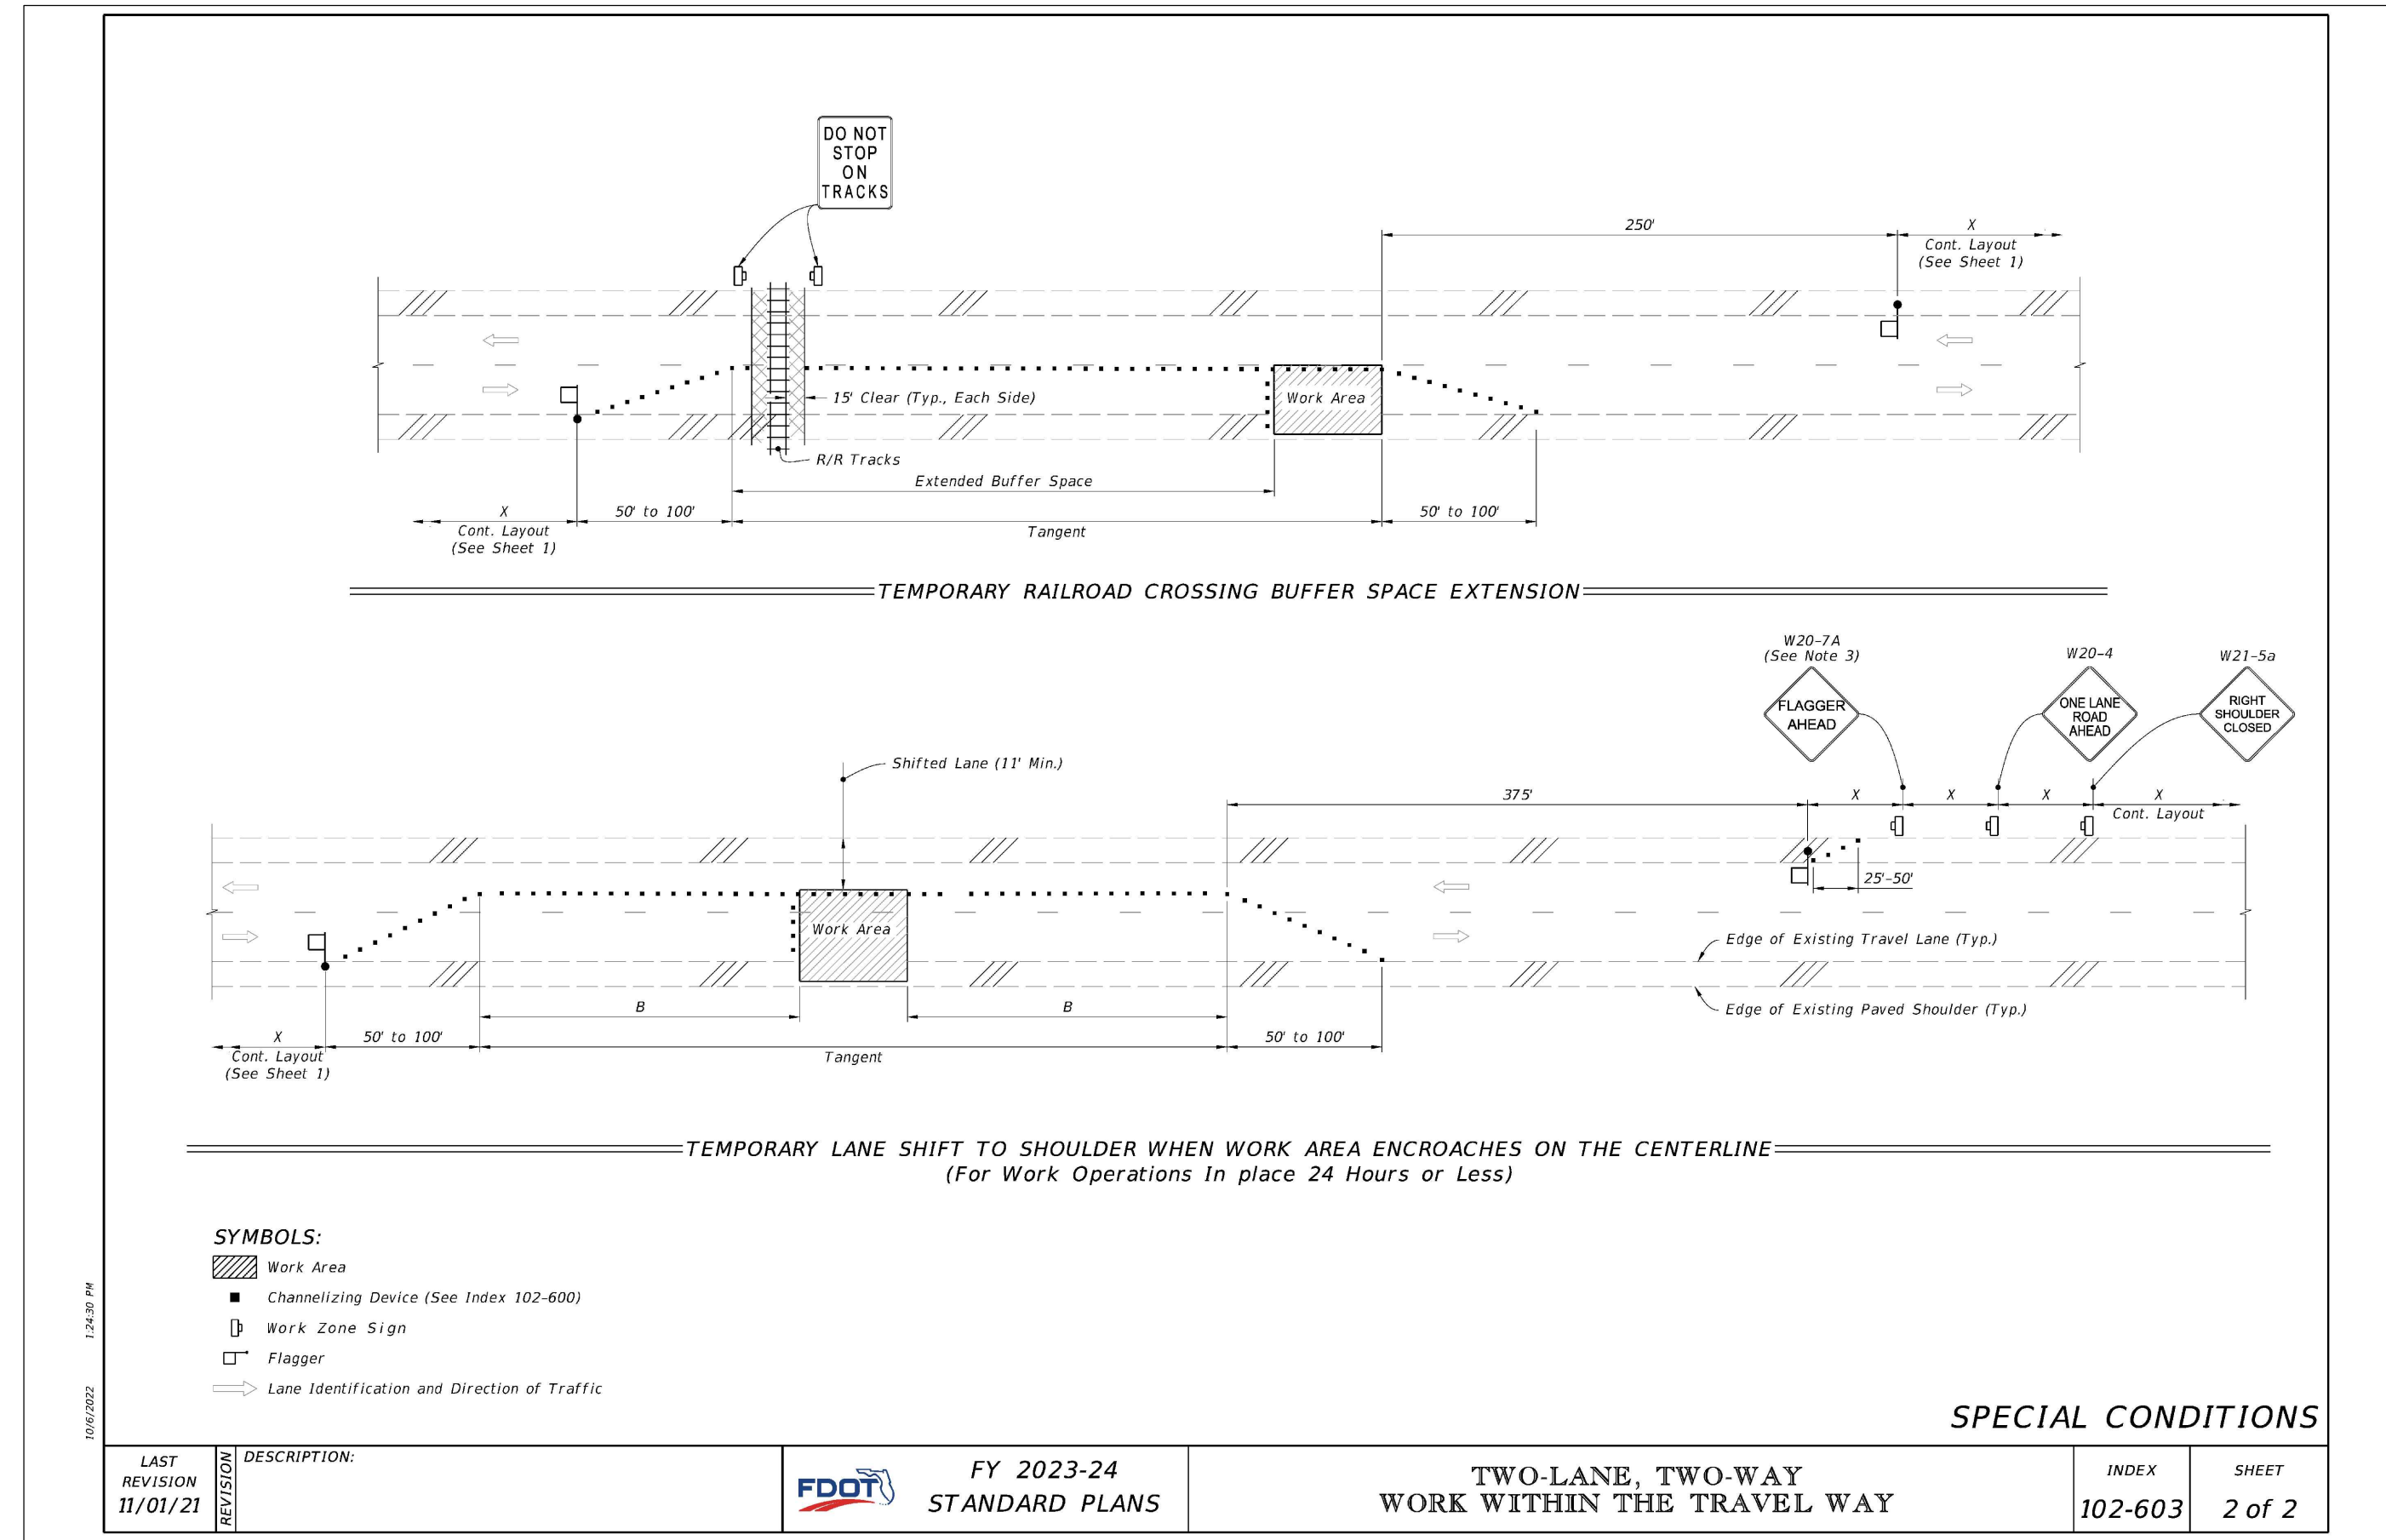 DO NOT
STOP
ON
TRACKS
250'
X
Cont. Layout
(See Sheet 1)
15' Clear (Typ., Each Side)
Work Area
R/R Tracks
Extended Buffer Space
X
Cont. Layout
(See Sheet 1)
50' to 100'
Tangent
50' to 100'
TEMPORARY RAILROAD CROSSING BUFFER SPACE EXTENSION
W20-7A
(See Note 3)
FLAGGER
AHEAD
W20-4
ONE LANE
ROAD
AHEAD
W21-5a
RIGHT
SHOULDER
CLOSED
Shifted Lane (11' Min.)
375'
X
X
X
X
Cont. Layout
25'-50'
Work Area
Edge of Existing Travel Lane (Typ.)
Edge of Existing Paved Shoulder (Typ.)
B
B
X
Cont. Layout
(See Sheet 1)
50' to 100'
Tangent
50' to 100'
TEMPORARY LANE SHIFT TO SHOULDER WHEN WORK AREA ENCROACHES ON THE CENTERLINE
(For Work Operations In place 24 Hours or Less)
SYMBOLS:
Work Area
Channelizing Device (See Index 102-600)
Work Zone Sign
Flagger
Lane Identification and Direction of Traffic
SPECIAL CONDITIONS
10/6/2022 1:24:30 PM
LAST
REVISION
11/01/21
REVISION
DESCRIPTION:
FDOT
FY 2023-24
STANDARD PLANS
TWO-LANE, TWO-WAY
WORK WITHIN THE TRAVEL WAY
INDEX
102-603
SHEET
2 of 2